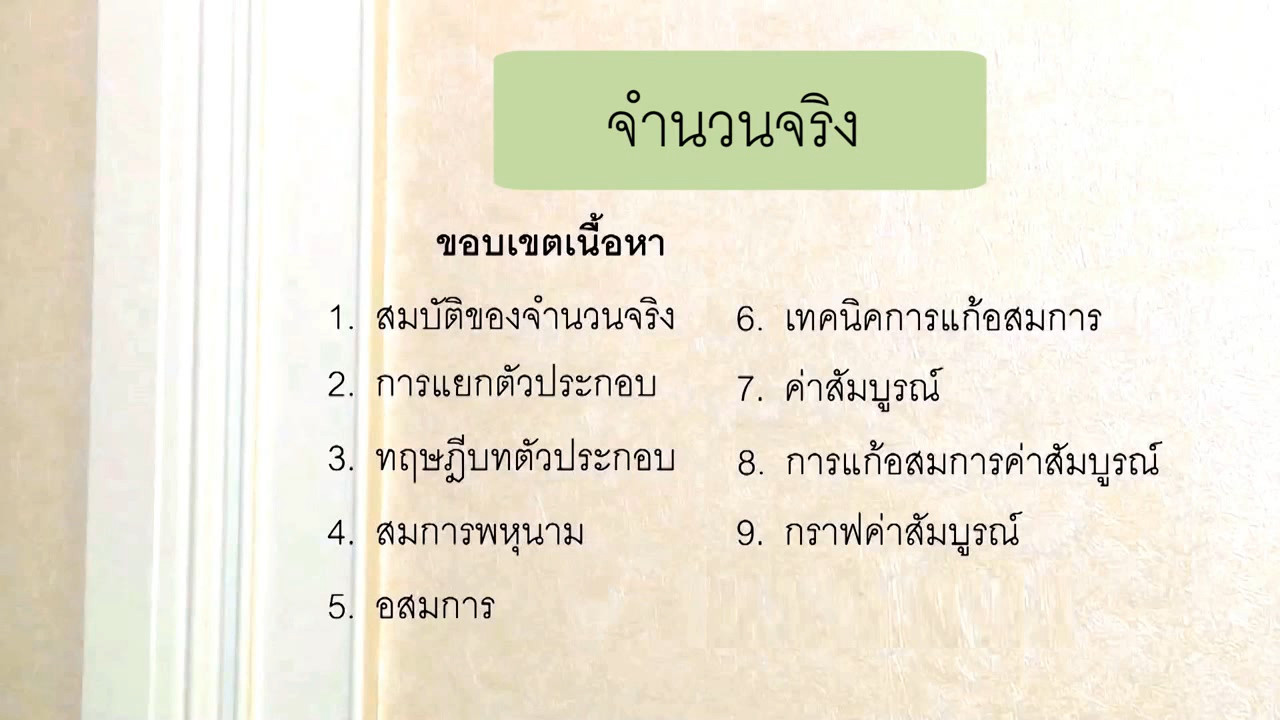 จำนวนจริง
ขอบเขตเนื้อหา
1. สมบัติของจำนวนจริง
2. การแยกตัวประกอบ
3. ทฤษฎีบทตัวประกอบ
4. สมการพหุนาม
5. อสมการ
6. เทคนิคการแก้อสมการ
7. ค่าสัมบูรณ์
8. การแก้อสมการค่าสัมบูรณ์
9. กราฟค่าสัมบูรณ์